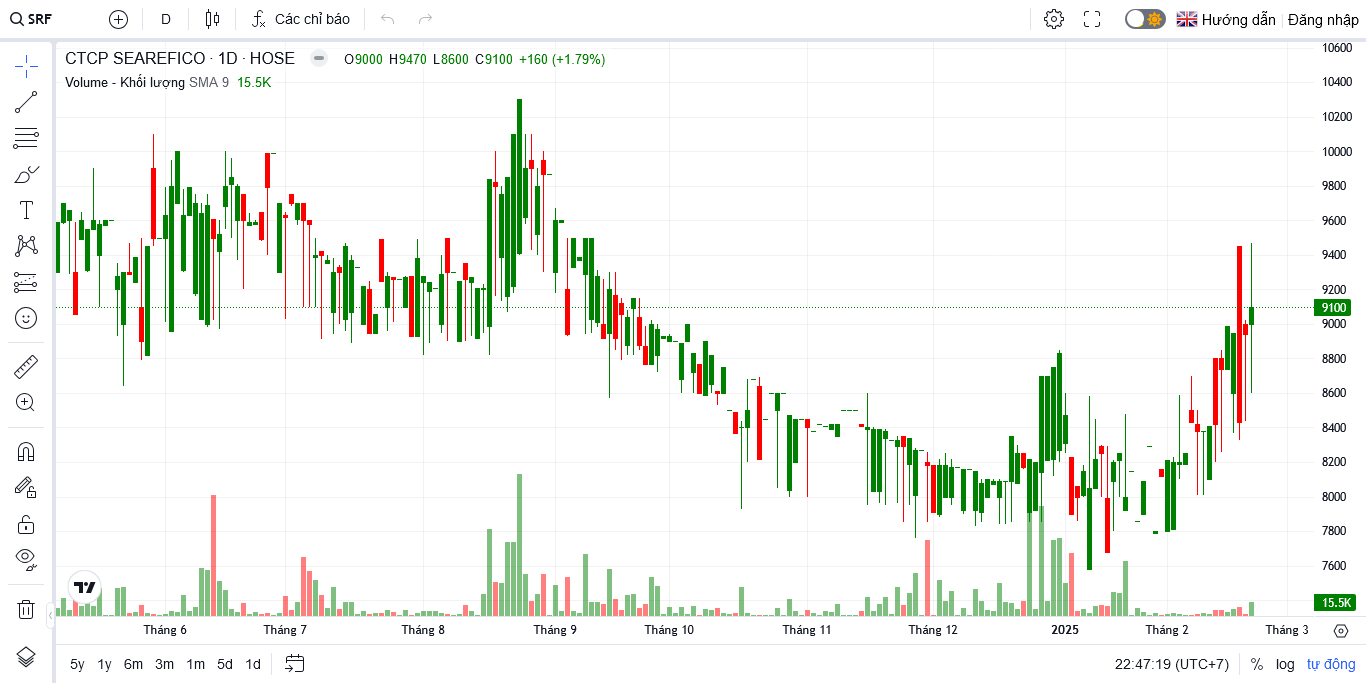 SRF D Các chỉ báo Hướng dẫn Đăng nhập
CTCP SEAREFICO · 1D · HOSE O9000 H9470 L8600 C9100 +160 (+1.79%)
Volume - Khối lượng SMA 9 15.5K
10600
10400
10200
10000
9800
9600
9400
9200
9100
9000
8800
8600
8400
8200
8000
7800
7600
15.5K
Tháng 6 Tháng 7 Tháng 8 Tháng 9 Tháng 10 Tháng 11 Tháng 12 2025 Tháng 2 Tháng 3
5y 1y 6m 3m 1m 5d 1d 22:47:19 (UTC+7) % log tự động